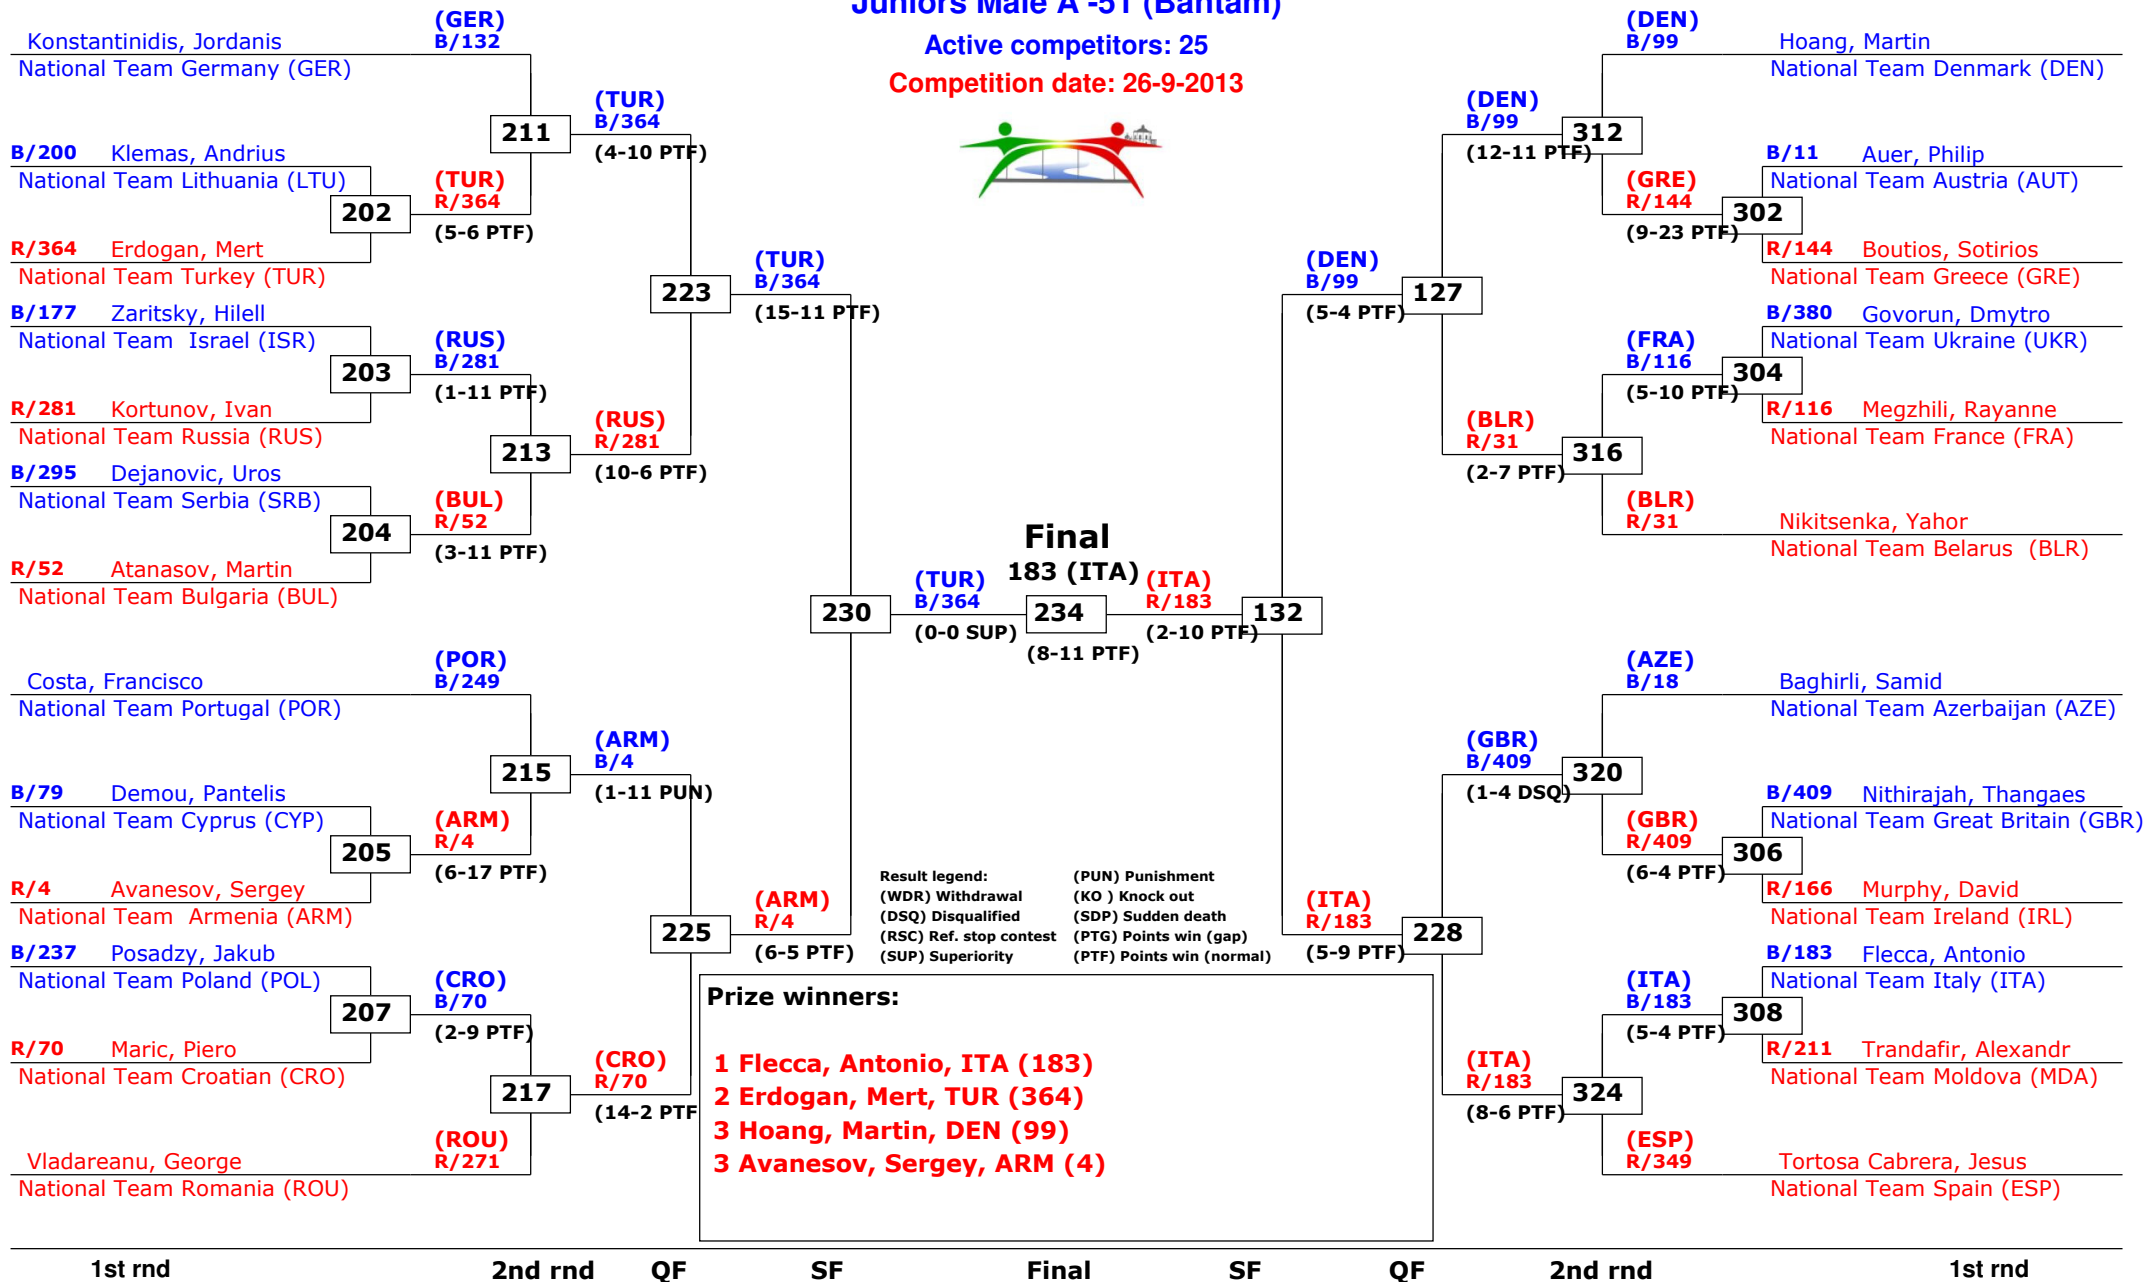 Juniors Male A -51 (Bantam)
Active competitors: 25
Competition date: 26-9-2013
(GER)
Konstantinidis, Jordanis B/132
National Team Germany (GER)
(TUR)
211 B/364
(4-10 PTF)
B/200 Klemas, Andrius
National Team Lithuania (LTU)
(TUR)
202 R/364
(5-6 PTF)
R/364 Erdogan, Mert
National Team Turkey (TUR)
(TUR)
223 B/364
(15-11 PTF)
B/177 Zaritsky, Hilell
National Team Israel (ISR)
(RUS)
203 B/281
(1-11 PTF)
R/281 Kortunov, Ivan
National Team Russia (RUS)
(RUS)
213 R/281
(10-6 PTF)
B/295 Dejanovic, Uros
National Team Serbia (SRB)
(BUL)
204 R/52
(3-11 PTF)
R/52 Atanasov, Martin
National Team Bulgaria (BUL)
(TUR)
230 B/364
(0-0 SUP)
(POR)
Costa, Francisco B/249
National Team Portugal (POR)
(ARM)
215 B/4
(1-11 PUN)
B/79 Demou, Pantelis
National Team Cyprus (CYP)
(ARM)
205 R/4
(6-17 PTF)
R/4 Avanesov, Sergey
National Team Armenia (ARM)
(ARM)
225 R/4
(6-5 PTF)
B/237 Posadzy, Jakub
National Team Poland (POL)
(CRO)
207 B/70
(2-9 PTF)
R/70 Maric, Piero
National Team Croatian (CRO)
(CRO)
217 R/70
(14-2 PTF
(ROU)
Vladareanu, George R/271
National Team Romania (ROU)
Final
183 (ITA)
234
(8-11 PTF)
(DEN)
B/99 Hoang, Martin
National Team Denmark (DEN)
(DEN)
B/99 312
(12-11 PTF)
B/11 Auer, Philip
National Team Austria (AUT)
(GRE)
R/144 302
(9-23 PTF)
R/144 Boutios, Sotirios
National Team Greece (GRE)
(DEN)
B/99 127
(5-4 PTF)
B/380 Govorun, Dmytro
National Team Ukraine (UKR)
(FRA)
B/116 304
(5-10 PTF)
R/116 Megzhili, Rayanne
National Team France (FRA)
(BLR)
R/31 316
(2-7 PTF)
(BLR)
R/31 Nikitsenka, Yahor
National Team Belarus (BLR)
(ITA)
R/183 132
(2-10 PTF)
(AZE)
B/18 Baghirli, Samid
National Team Azerbaijan (AZE)
(GBR)
B/409 320
(1-4 DSQ)
B/409 Nithirajah, Thangaes
National Team Great Britain (GBR)
(GBR)
R/409 306
(6-4 PTF)
R/166 Murphy, David
National Team Ireland (IRL)
(ITA)
R/183 228
(5-9 PTF)
B/183 Flecca, Antonio
National Team Italy (ITA)
(ITA)
B/183 308
(5-4 PTF)
R/211 Trandafir, Alexandr
National Team Moldova (MDA)
(ITA)
R/183 324
(8-6 PTF)
(ESP)
R/349 Tortosa Cabrera, Jesus
National Team Spain (ESP)
Result legend: (PUN) Punishment
(WDR) Withdrawal (KO ) Knock out
(DSQ) Disqualified (SDP) Sudden death
(RSC) Ref. stop contest (PTG) Points win (gap)
(SUP) Superiority (PTF) Points win (normal)
Prize winners:
1 Flecca, Antonio, ITA (183)
2 Erdogan, Mert, TUR (364)
3 Hoang, Martin, DEN (99)
3 Avanesov, Sergey, ARM (4)
1st rnd 2nd rnd QF SF Final SF QF 2nd rnd 1st rnd